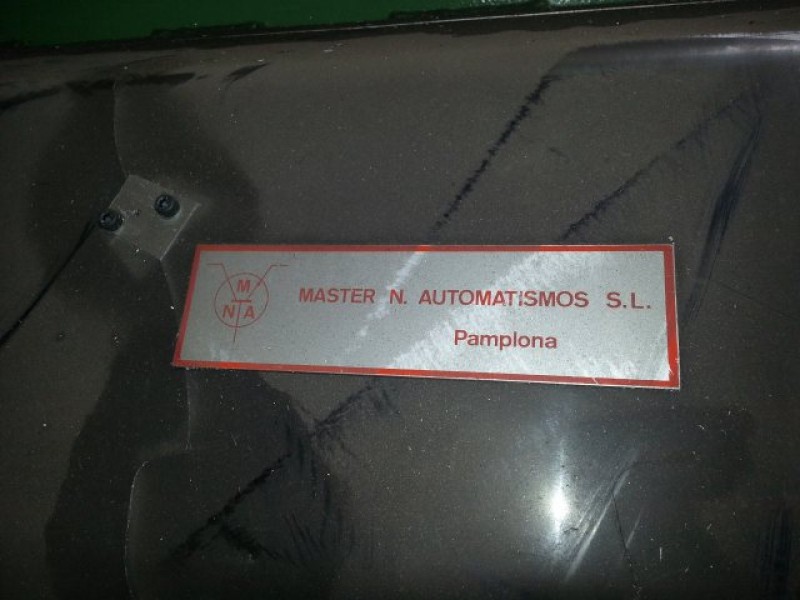 M
N A
MASTER N. AUTOMATISMOS S.L.
Pamplona